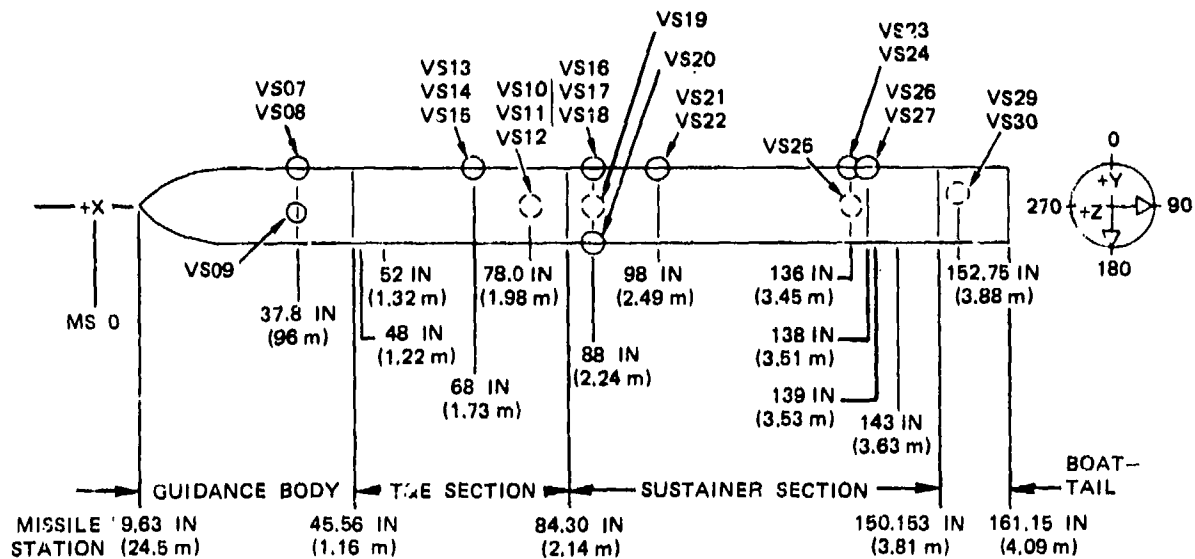 VS19
VS20
VS23
VS24
VS13
VS14
VS15
VS16
VS17
VS18
VS10
VS11
VS12
VS07
VS08
VS21
VS22
VS26
VS27
VS29
VS30
VS25
VS09
0
+Y
+Z
270
90
180
+X
MS 0
52 IN
(1.32 m)
78.0 IN
(1.98 m)
98 IN
(2.49 m)
136 IN
(3.45 m)
152.75 IN
(3.88 m)
37.8 IN
(96 m)
48 IN
(1.22 m)
88 IN
(2.24 m)
138 IN
(3.51 m)
68 IN
(1.73 m)
139 IN
(3.53 m)
143 IN
(3.63 m)
GUIDANCE BODY
T&E SECTION
SUSTAINER SECTION
BOAT-
TAIL
MISSILE 9.63 IN 45.56 IN 84.30 IN 150.153 IN 161.15 IN
STATION (24.5 m) (1.16 m) (2.14 m) (3.81 m) (4.09 m)